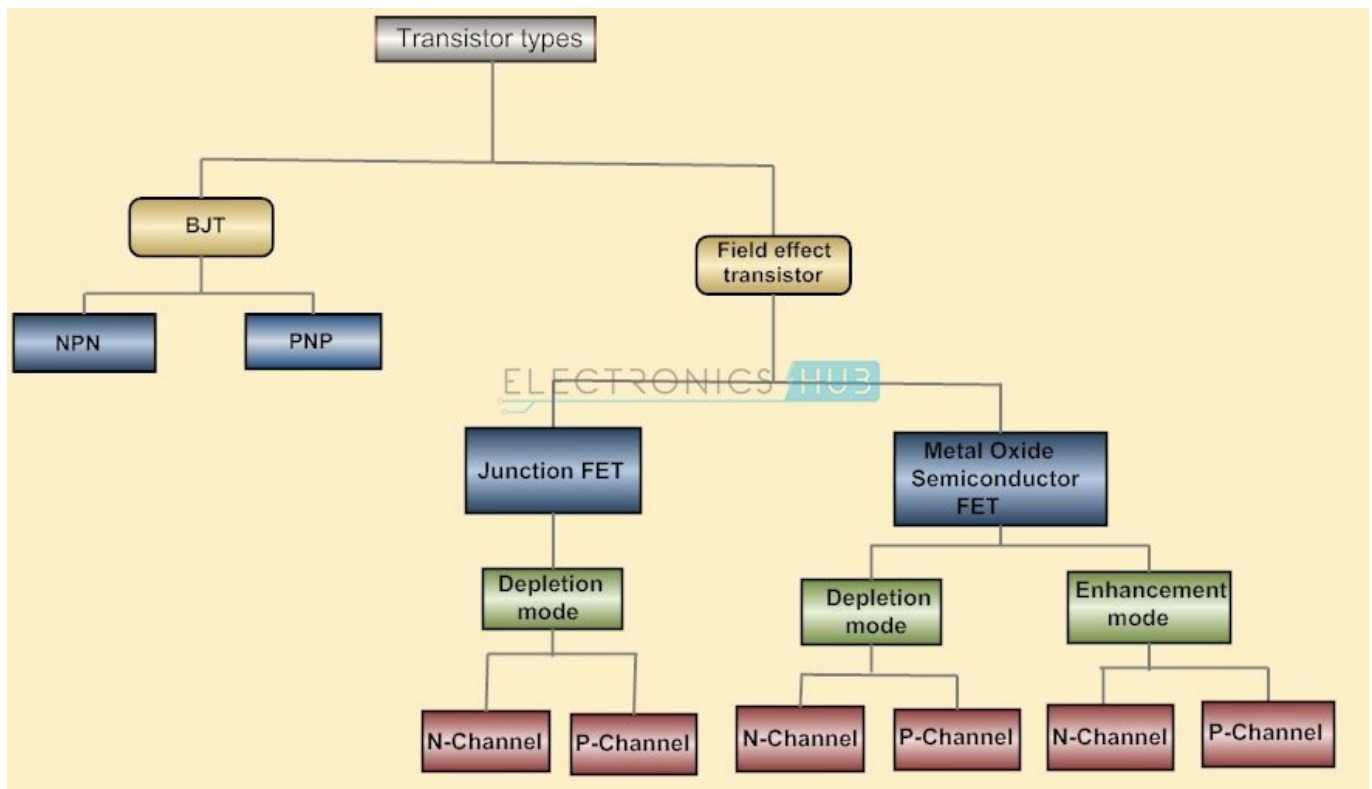 Transistor types
BJT
Field effect
transistor
NPN
PNP
ELECTRONICS HUB
Junction FET
Metal Oxide
Semiconductor
FET
Depletion
mode
Depletion
mode
Enhancement
mode
N-Channel
P-Channel
N-Channel
P-Channel
N-Channel
P-Channel